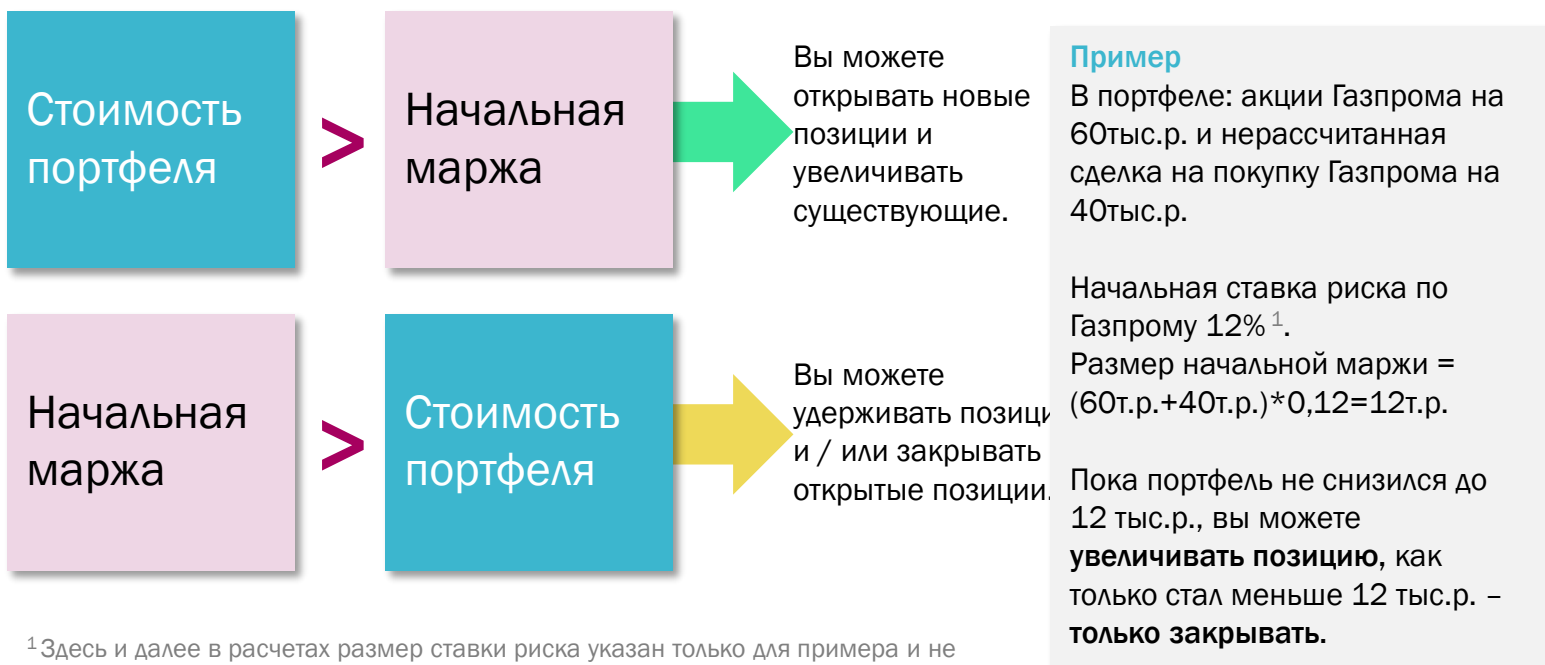 Стоимость
портфеля
>
Начальная
маржа
Вы можете
открывать новые
позиции и
увеличивать
существующие.
Начальная
маржа
>
Стоимость
портфеля
Вы можете
удерживать позици
и / или закрывать
открытые позиции.
Пример
В портфеле: акции Газпрома на
60тыс.р. и нерассчитанная
сделка на покупку Газпрома на
40тыс.р.
Начальная ставка риска по
Газпрому 12% ¹.
Размер начальной маржи =
(60т.р.+40т.р.)*0,12=12т.р.
Пока портфель не снизился до
12 тыс.р., вы можете
увеличивать позицию, как
только стал меньше 12 тыс.р. –
только закрывать.
¹ Здесь и далее в расчетах размер ставки риска указан только для примера и не